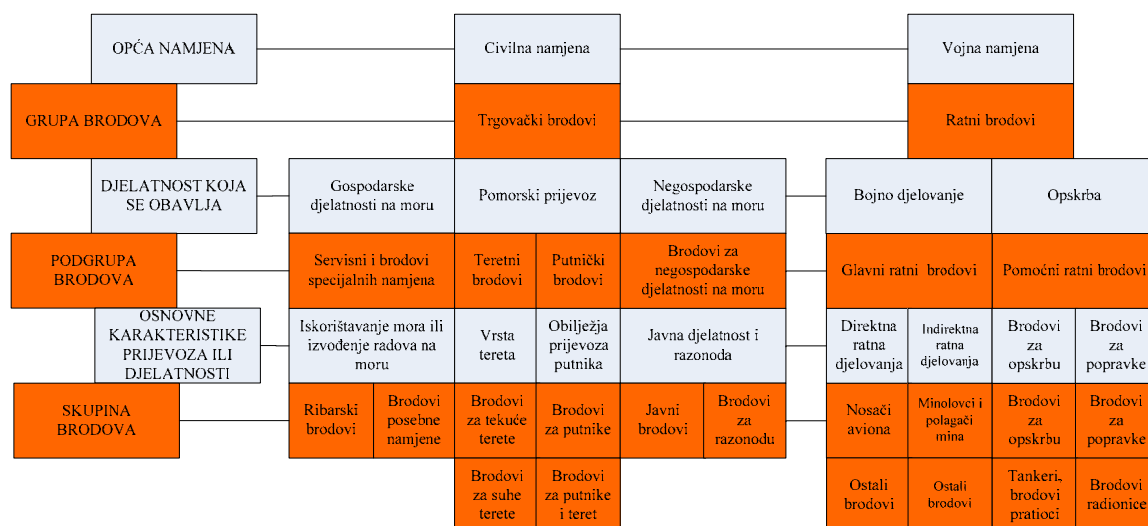 OPĆA NAMJENA
Civilna namjena
Vojna namjena
GRUPA BRODOVA
Trgovački brodovi
Ratni brodovi
DJELATNOST KOJA
SE OBAVLJA
Gospodarske
djelatnosti na moru
Pomorski prijevoz
Negospodarske
djelatnosti na moru
Bojno djelovanje
Opskrba
PODGRUPA
BRODOVA
Servisni i brodovi
specijalnih namjena
Teretni
brodovi
Putnički
brodovi
Brodovi za
negospodarske
djelatnosti na moru
Glavni ratni brodovi
Pomoćni ratni brodovi
OSNOVNE
KARAKTERISTIKE
PRIJEVOZA ILI
DJELATNOSTI
Iskorištavanje mora ili
izvođenje radova na
moru
Vrsta
tereta
Obilježja
prijevoza
putnika
Javna djelatnost i
razonoda
Direktna
ratna
djelovanja
Indirektna
ratna
djelovanja
Brodovi
za
opskrbu
Brodovi
za
popravke
SKUPINA
BRODOVA
Ribarski
brodovi
Brodovi
posebne
namjene
Brodovi
za tekuće
terete
Brodovi
za putnike
Javni
brodovi
Brodovi
za
razonodu
Nosači
aviona
Minolovci i
polagači
mina
Brodovi
za
opskrbu
Brodovi
za
popravke
Brodovi
za suhe
terete
Brodovi
za putnike
i teret
Ostali
brodovi
Ostali
brodovi
Tankeri,
brodovi
pratioci
Brodovi
radionice